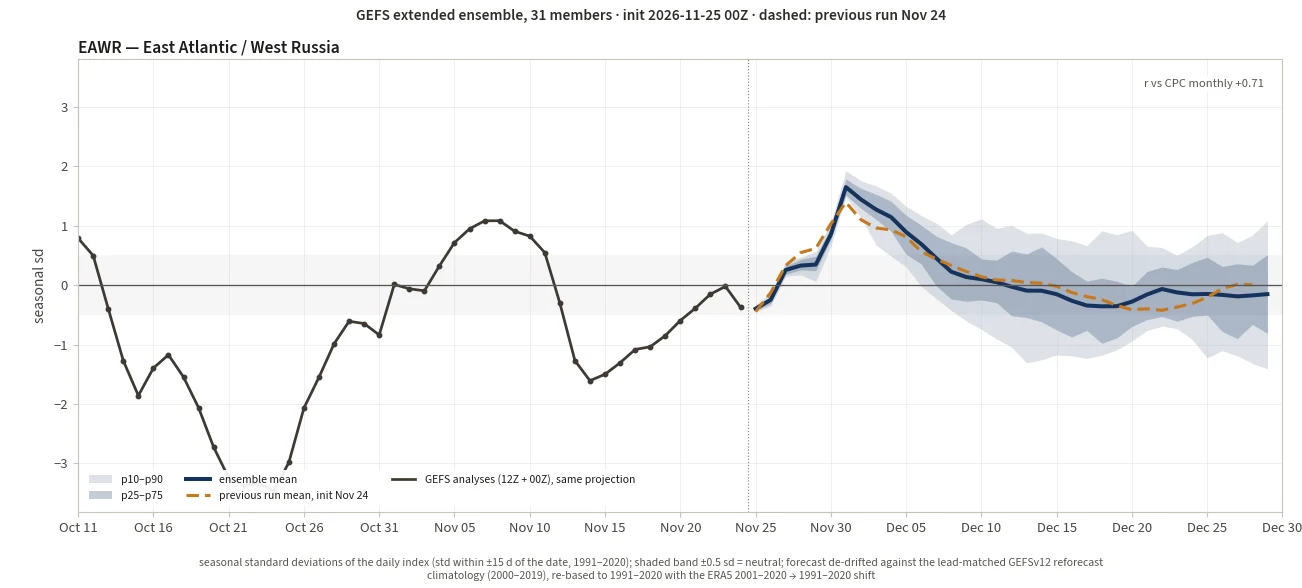 GEFS extended ensemble, 31 members · init 2026-11-25 00Z · dashed: previous run Nov 24
EAWR — East Atlantic / West Russia
r vs CPC monthly +0.71
seasonal sd
3
2
1
0
−1
−2
−3
p10–p90
p25–p75
ensemble mean
previous run mean, init Nov 24
GEFS analyses (12Z + 00Z), same projection
Oct 11 Oct 16 Oct 21 Oct 26 Oct 31 Nov 05 Nov 10 Nov 15 Nov 20 Nov 25 Nov 30 Dec 05 Dec 10 Dec 15 Dec 20 Dec 25 Dec 30
seasonal standard deviations of the daily index (std within ±15 d of the date, 1991–2020); shaded band ±0.5 sd = neutral; forecast de-drifted against the lead-matched GEFSv12 reforecast
climatology (2000–2019), re-based to 1991–2020 with the ERA5 2001–2020 → 1991–2020 shift